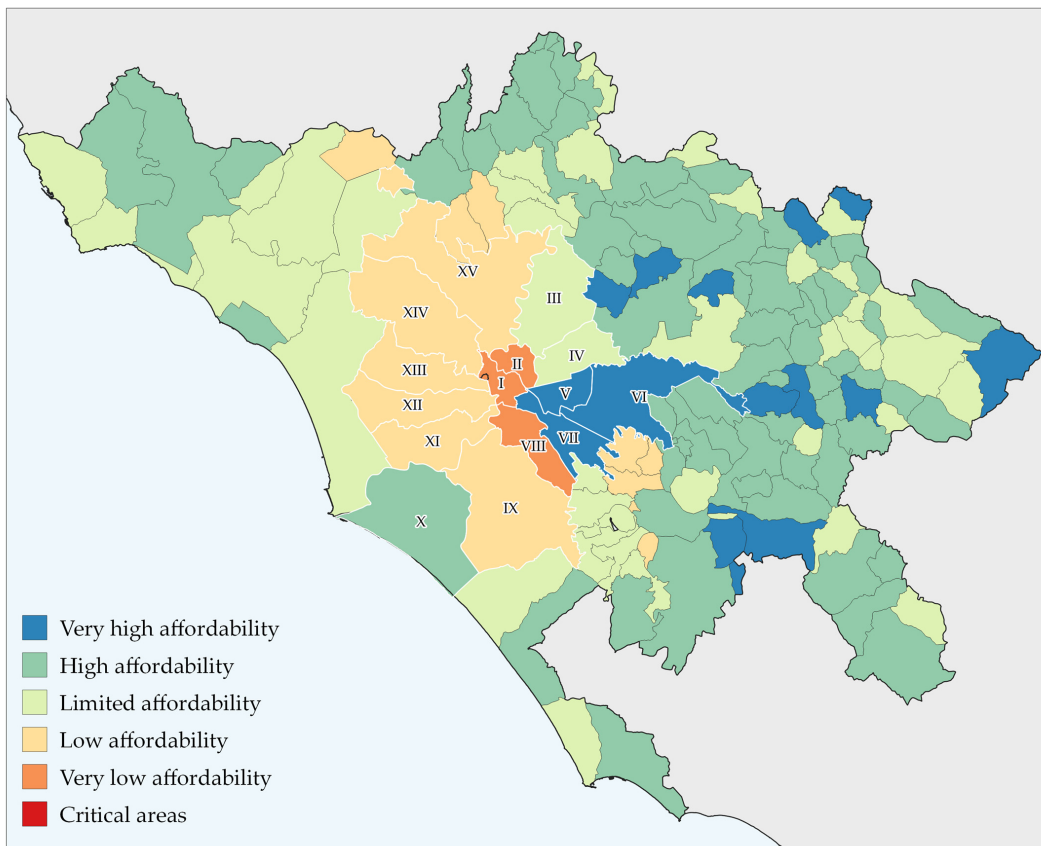 XV
III
XIV
IV
II
XIII
I
V
VI
XII
VII
XI
VIII
IX
X
Very high affordability
High affordability
Limited affordability
Low affordability
Very low affordability
Critical areas